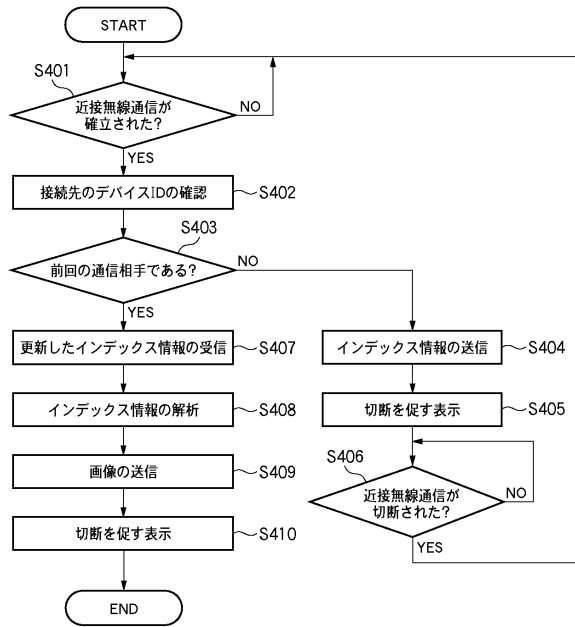 START
S401
近接無線通信が
確立された?
NO
YES
接続先のデバイスIDの確認
S402
S403
前回の通信相手である?
NO
YES
更新したインデックス情報の受信
S407
インデックス情報の送信
S404
インデックス情報の解析
S408
切断を促す表示
S405
画像の送信
S409
S406
近接無線通信が
切断された?
NO
YES
切断を促す表示
S410
END